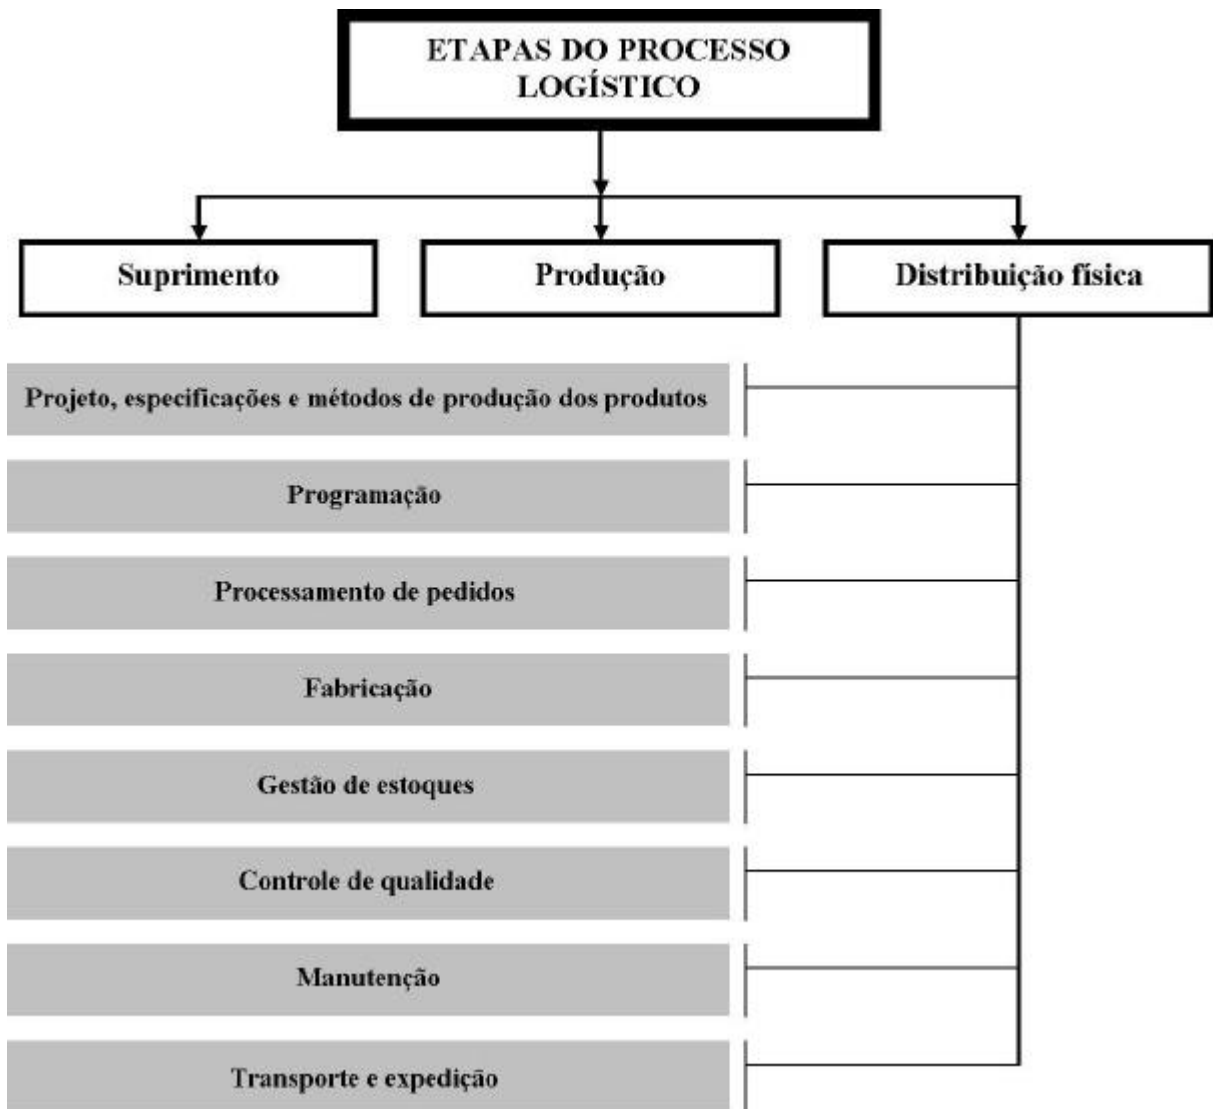 ETAPAS DO PROCESSO
LOGÍSTICO
Suprimento
Produção
Distribuição física
Projeto, especificações e métodos de produção dos produtos
Programação
Processamento de pedidos
Fabricação
Gestão de estoques
Controle de qualidade
Manutenção
Transporte e expedição